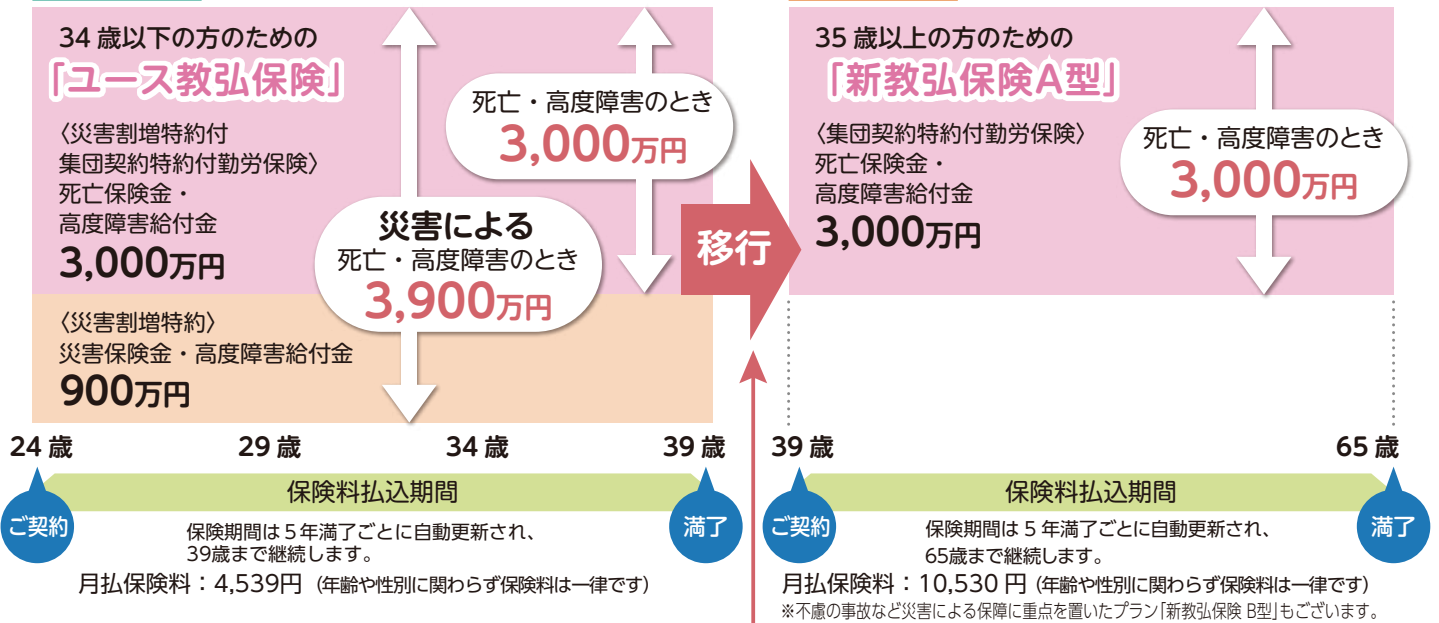 34歳以下の方のための
「ユース教弘保険」
〈災害割増特約付
集団契約特約付勤労保険〉
死亡保険金・
高度障害給付金
3,000万円
死亡・高度障害のとき
3,000万円
災害による
死亡・高度障害のとき
3,900万円
〈災害割増特約〉
災害保険金・高度障害給付金
900万円
移行
35歳以上の方のための
「新教弘保険A型」
〈集団契約特約付勤労保険〉
死亡保険金・
高度障害給付金
3,000万円
死亡・高度障害のとき
3,000万円
24歳 29歳 34歳 39歳
ご契約
保険料払込期間
満了
保険期間は5年満了ごとに自動更新され、
39歳まで継続します。
月払保険料：4,539円（年齢や性別に関わらず保険料は一律です）
39歳 65歳
ご契約
保険料払込期間
満了
保険期間は5年満了ごとに自動更新され、
65歳まで継続します。
月払保険料：10,530円（年齢や性別に関わらず保険料は一律です）
※不慮の事故など災害による保障に重点を置いたプラン「新教弘保険 B型」もございます。